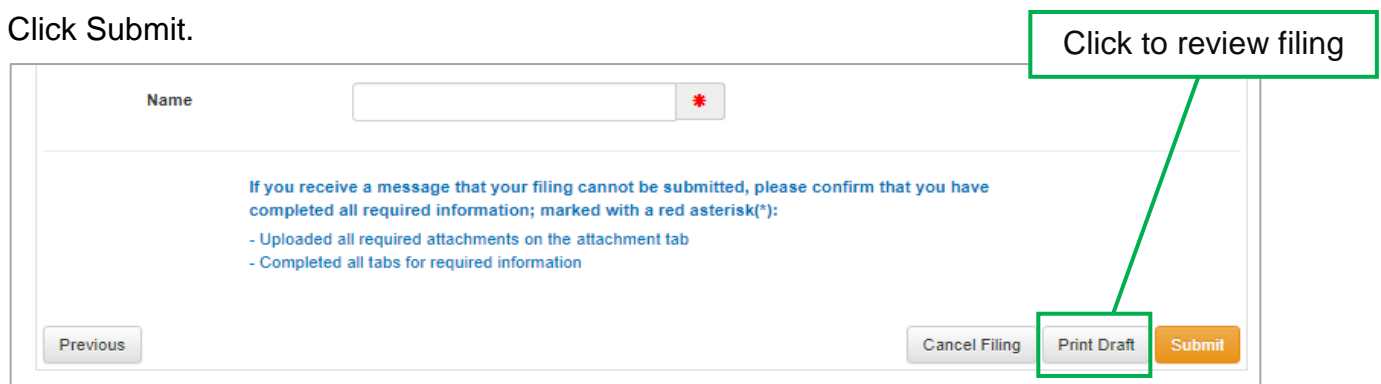 Click Submit.
Click to review filing
Name
*
If you receive a message that your filing cannot be submitted, please confirm that you have
completed all required information; marked with a red asterisk(*):
- Uploaded all required attachments on the attachment tab
- Completed all tabs for required information
Previous
Cancel Filing
Print Draft
Submit